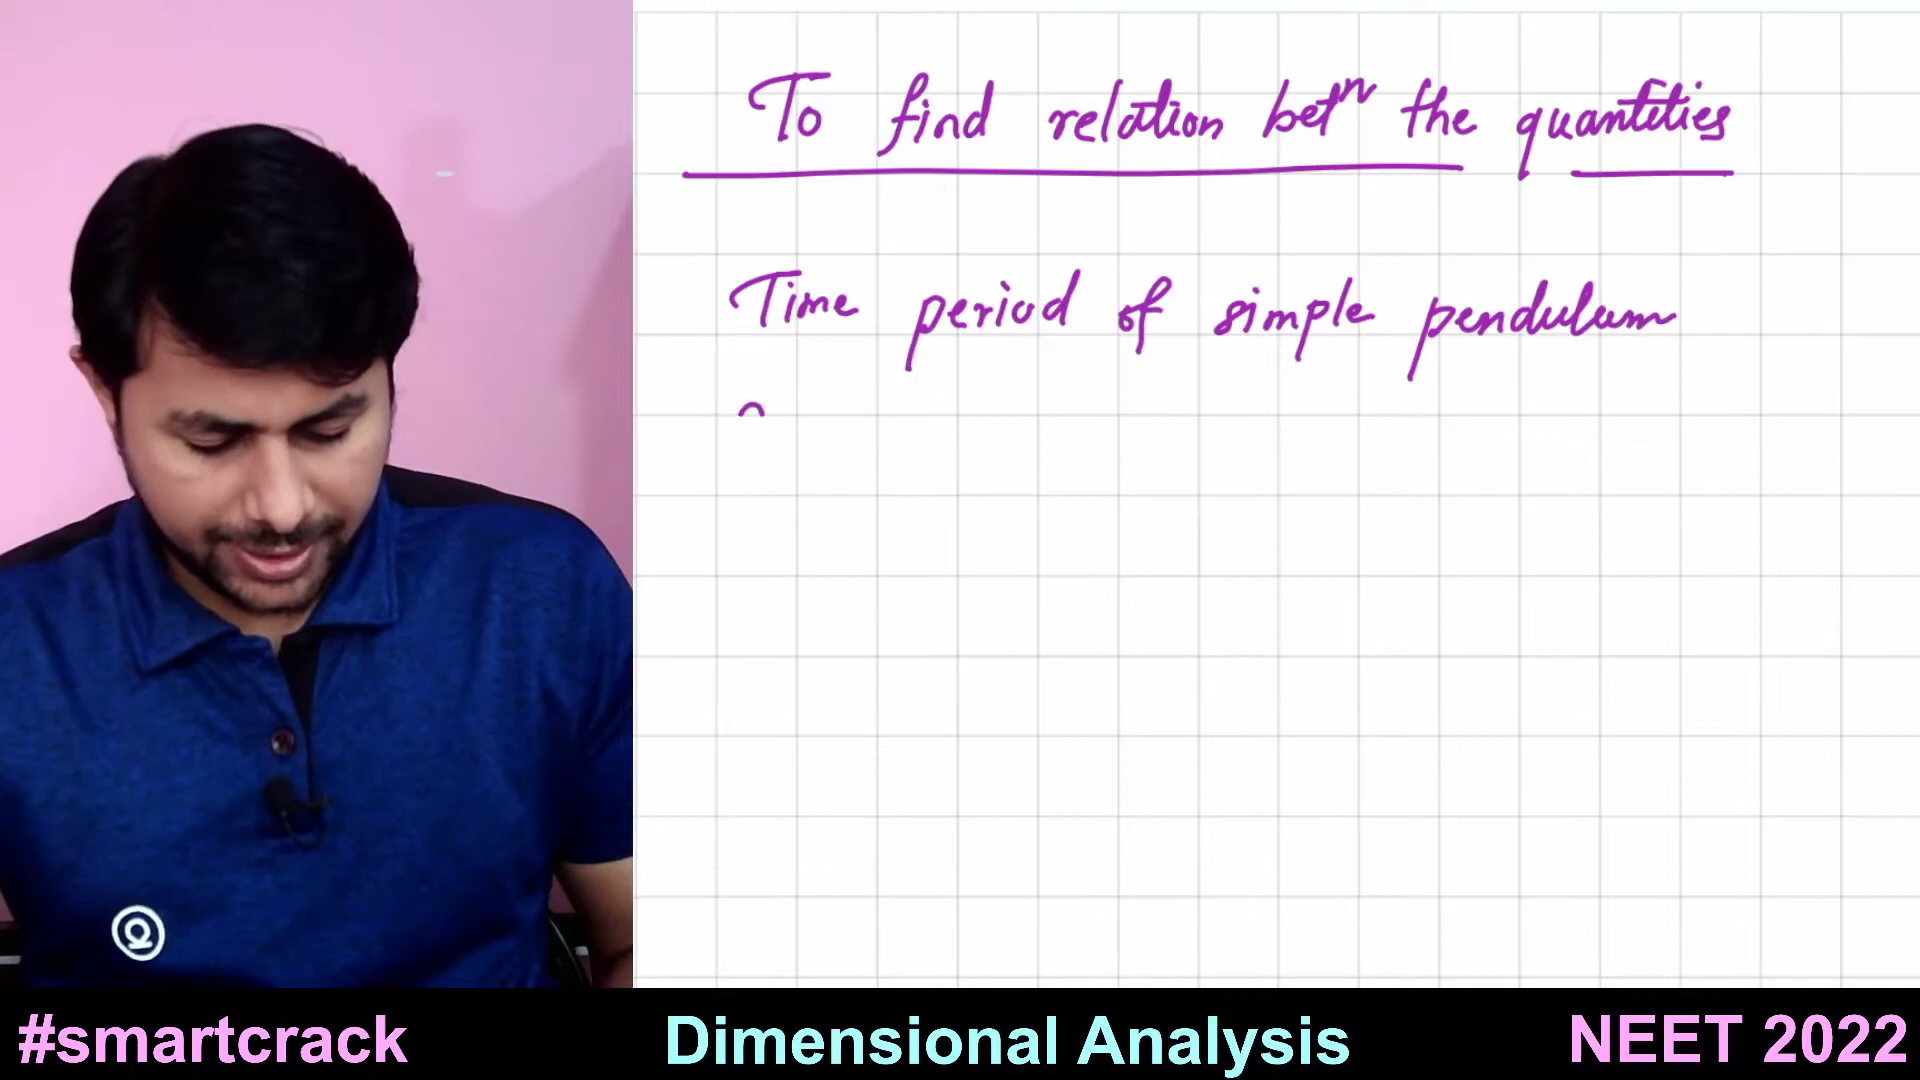 To find relation betn the quantities
Time period of simple pendulum
#smartcrack
Dimensional Analysis
NEET 2022